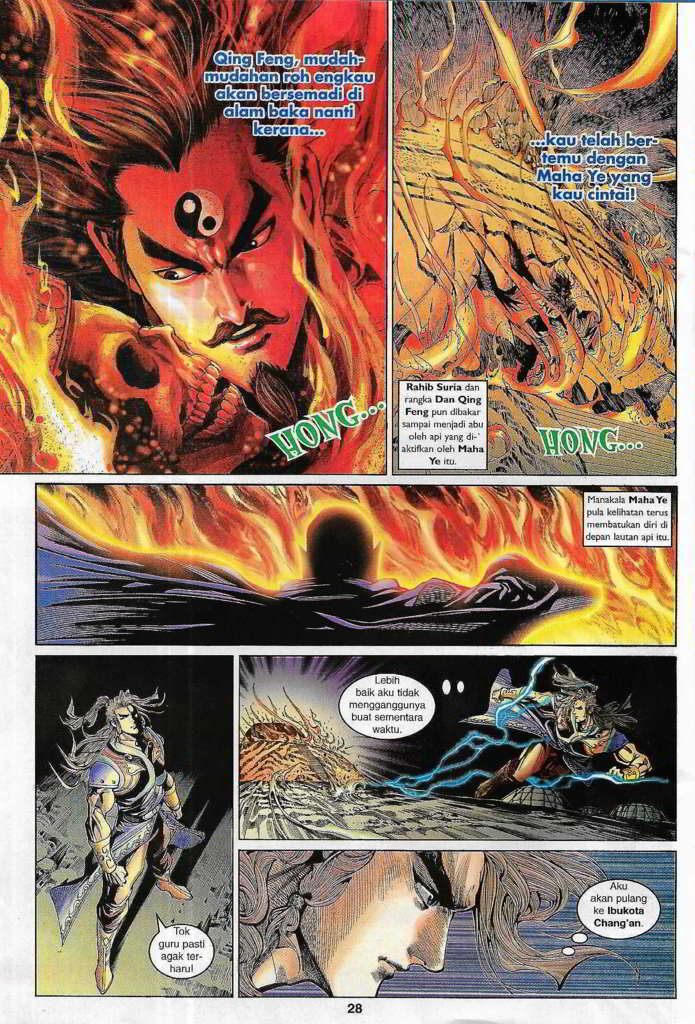 Qing Feng, mudah-
mudahan roh engkau
akan bersemadi di
alam baka nanti
kerana...
...kau telah ber-
temu dengan
Maha Ye yang
kau cintai!
HONG...
Rahib Suria dan
rangka Dan Qing
Feng pun dibakar
sampai menjadi abu
oleh api yang di-
aktifkan oleh Maha
Ye itu.
HONG...
Manakala Maha Ye
pula kelihatan terus
membatukan diri di
depan lautan api itu.
Tok
guru pasti
agak ter-
haru!
Lebih
baik aku tidak
mengganggunya
buat sementara
waktu.
Aku
akan pulang
ke Ibukota
Chang'an.
28